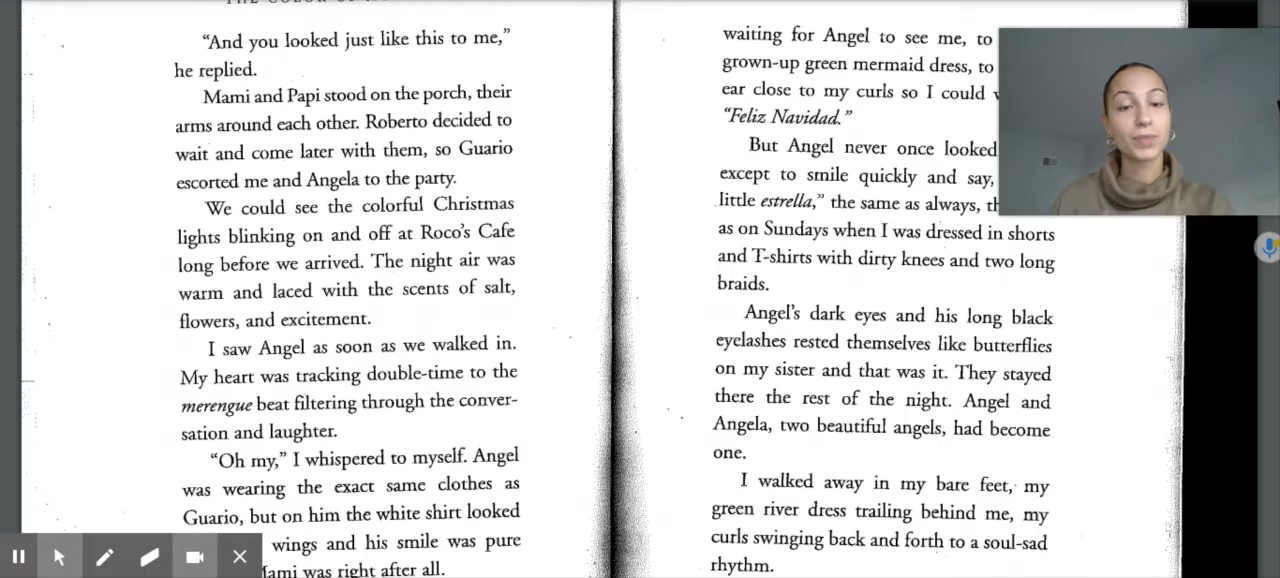 “And you looked just like this to me,”
he replied.
Mami and Papi stood on the porch, their
arms around each other. Roberto decided to
wait and come later with them, so Guario
escorted me and Angela to the party.
We could see the colorful Christmas
lights blinking on and off at Roco’s Cafe
long before we arrived. The night air was
warm and laced with the scents of salt,
flowers, and excitement.
I saw Angel as soon as we walked in.
My heart was tracking double-time to the
merengue beat filtering through the conver-
sation and laughter.
“Oh my,” I whispered to myself. Angel
was wearing the exact same clothes as
Guario, but on him the white shirt looked
wings and his smile was pure
Mami was right after all.
waiting for Angel to see me, to
grown-up green mermaid dress, to
ear close to my curls so I could
“Feliz Navidad.”
But Angel never once looked
except to smile quickly and say,
little estrella,” the same as always,
as on Sundays when I was dressed in shorts
and T-shirts with dirty knees and two long
braids.
Angel’s dark eyes and his long black
eyelashes rested themselves like butterflies
on my sister and that was it. They stayed
there the rest of the night. Angel and
Angela, two beautiful angels, had become
one.
I walked away in my bare feet, my
green river dress trailing behind me, my
curls swinging back and forth to a soul-sad
rhythm.